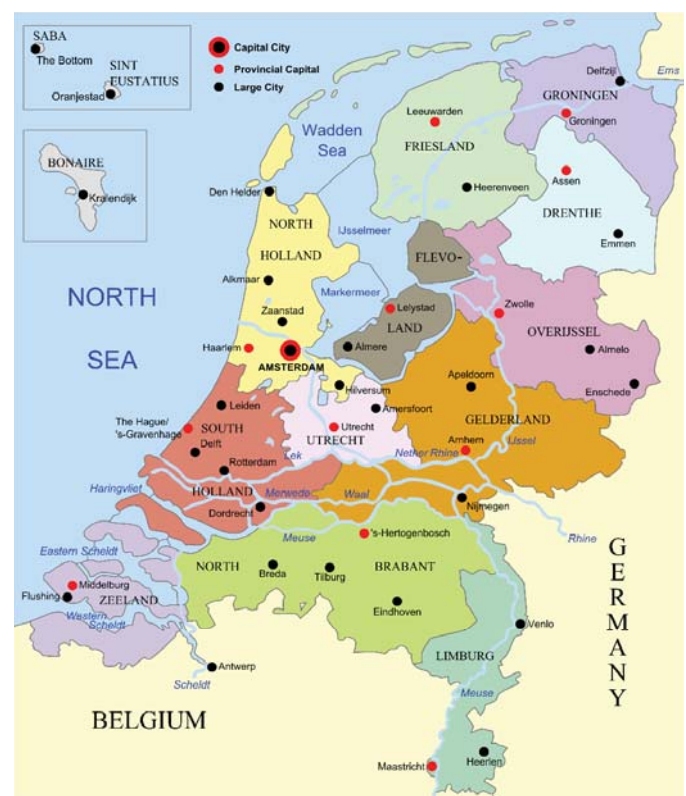 SABA
The Bottom
SINT
EUSTATIUS
Oranjestad
Capital City
Provincial Capital
Large City
BONAIRE
Kralendijk
Wadden
Sea
Delfzijl
Ems
GRONINGEN
Groningen
Leeuwarden
FRIESLAND
Heerenveen
Assen
DRENTHE
Emmen
Den Helder
NORTH
HOLLAND
IJsselmeer
Alkmaar
Markermeer
Zaanstad
Haarlem
AMSTERDAM
Hilversum
FLEVO-
LAND
Lelystad
Almere
Zwolle
OVERIJSSEL
Almelo
Enschede
NORTH
SEA
Apeldoorn
GELDERLAND
Arnhem
IJssel
Nether Rhine
Nijmegen
Amersfoort
Utrecht
UTRECHT
Leiden
The Hague/
's-Gravenhage
SOUTH
Delft
Rotterdam
Lek
HOLLAND
Haringvliet
Merwede
Waal
Dordrecht
Rhine
Meuse
's-Hertogenbosch
NORTH
BRABANT
Breda
Tilburg
Eindhoven
Eastern Scheldt
Middelburg
Flushing
ZEELAND
Western
Scheldt
Antwerp
Scheldt
Venlo
LIMBURG
Meuse
Maastricht
Heerlen
BELGIUM
GERMANY